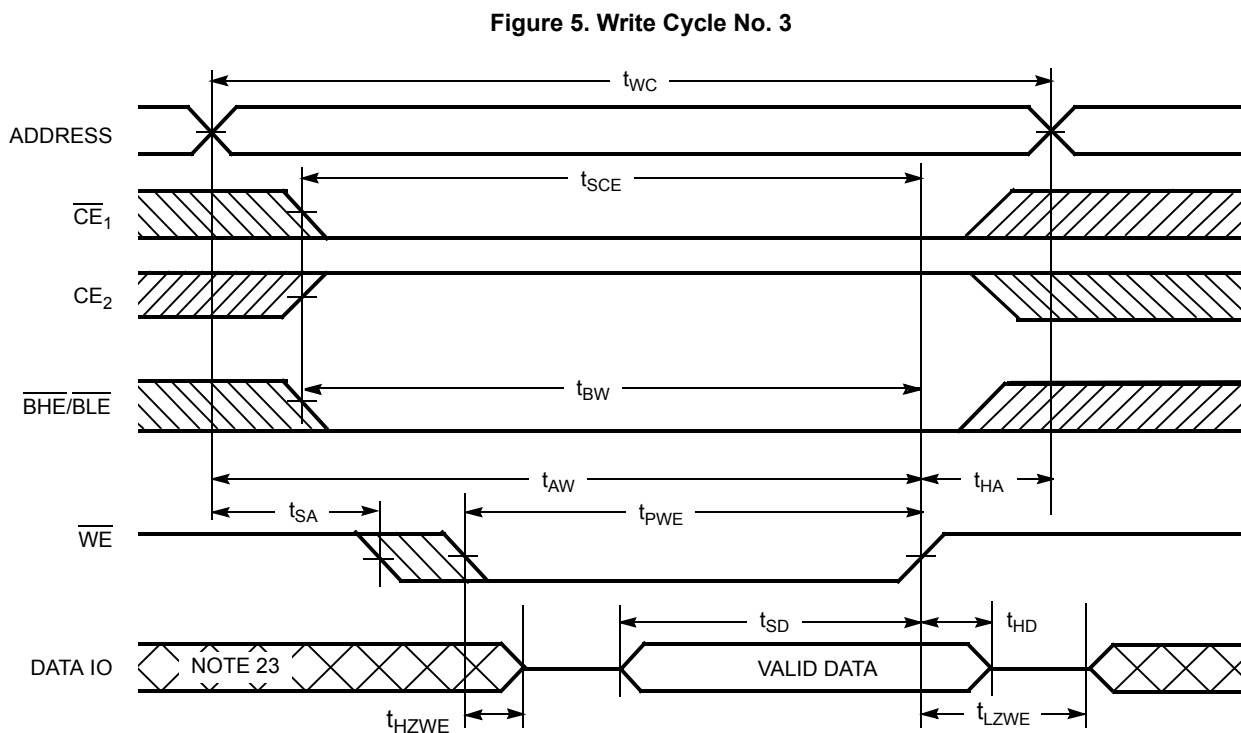 Figure 5. Write Cycle No. 3
tWC
ADDRESS
tSCE
CE1
CE2
tBW
BHE/BLE
tAW
tHA
tSA
tPWE
WE
tSD
tHD
DATA IO
NOTE 23
VALID DATA
tHZWE
tLZWE